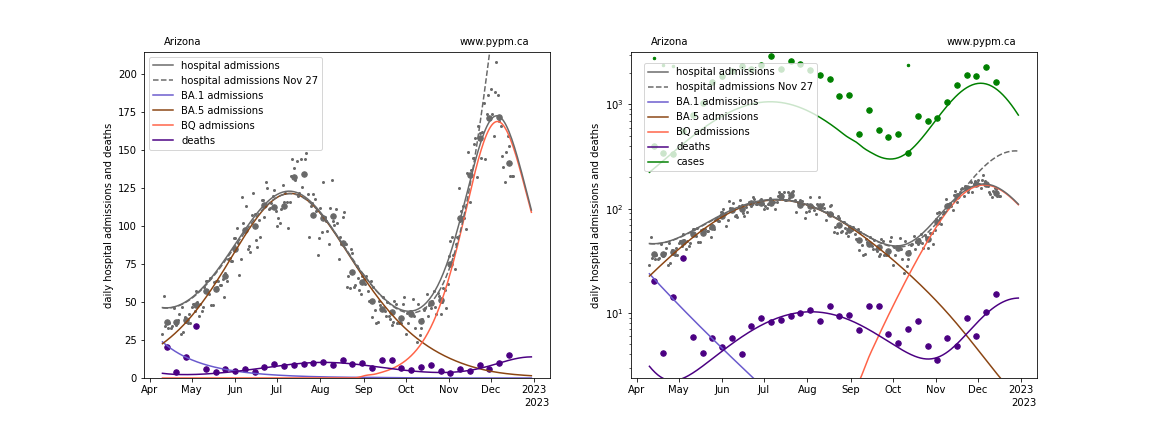 Arizona
www.pypm.ca
daily hospital admissions and deaths
200
175
150
125
100
75
50
25
0
hospital admissions
hospital admissions Nov 27
BA.1 admissions
BA.5 admissions
BQ admissions
deaths
Apr May Jun Jul Aug Sep Oct Nov Dec 2023
2023
Arizona
www.pypm.ca
daily hospital admissions and deaths
10³
10²
10¹
hospital admissions
hospital admissions Nov 27
BA.1 admissions
BA.5 admissions
BQ admissions
deaths
cases
Apr May Jun Jul Aug Sep Oct Nov Dec 2023
2023